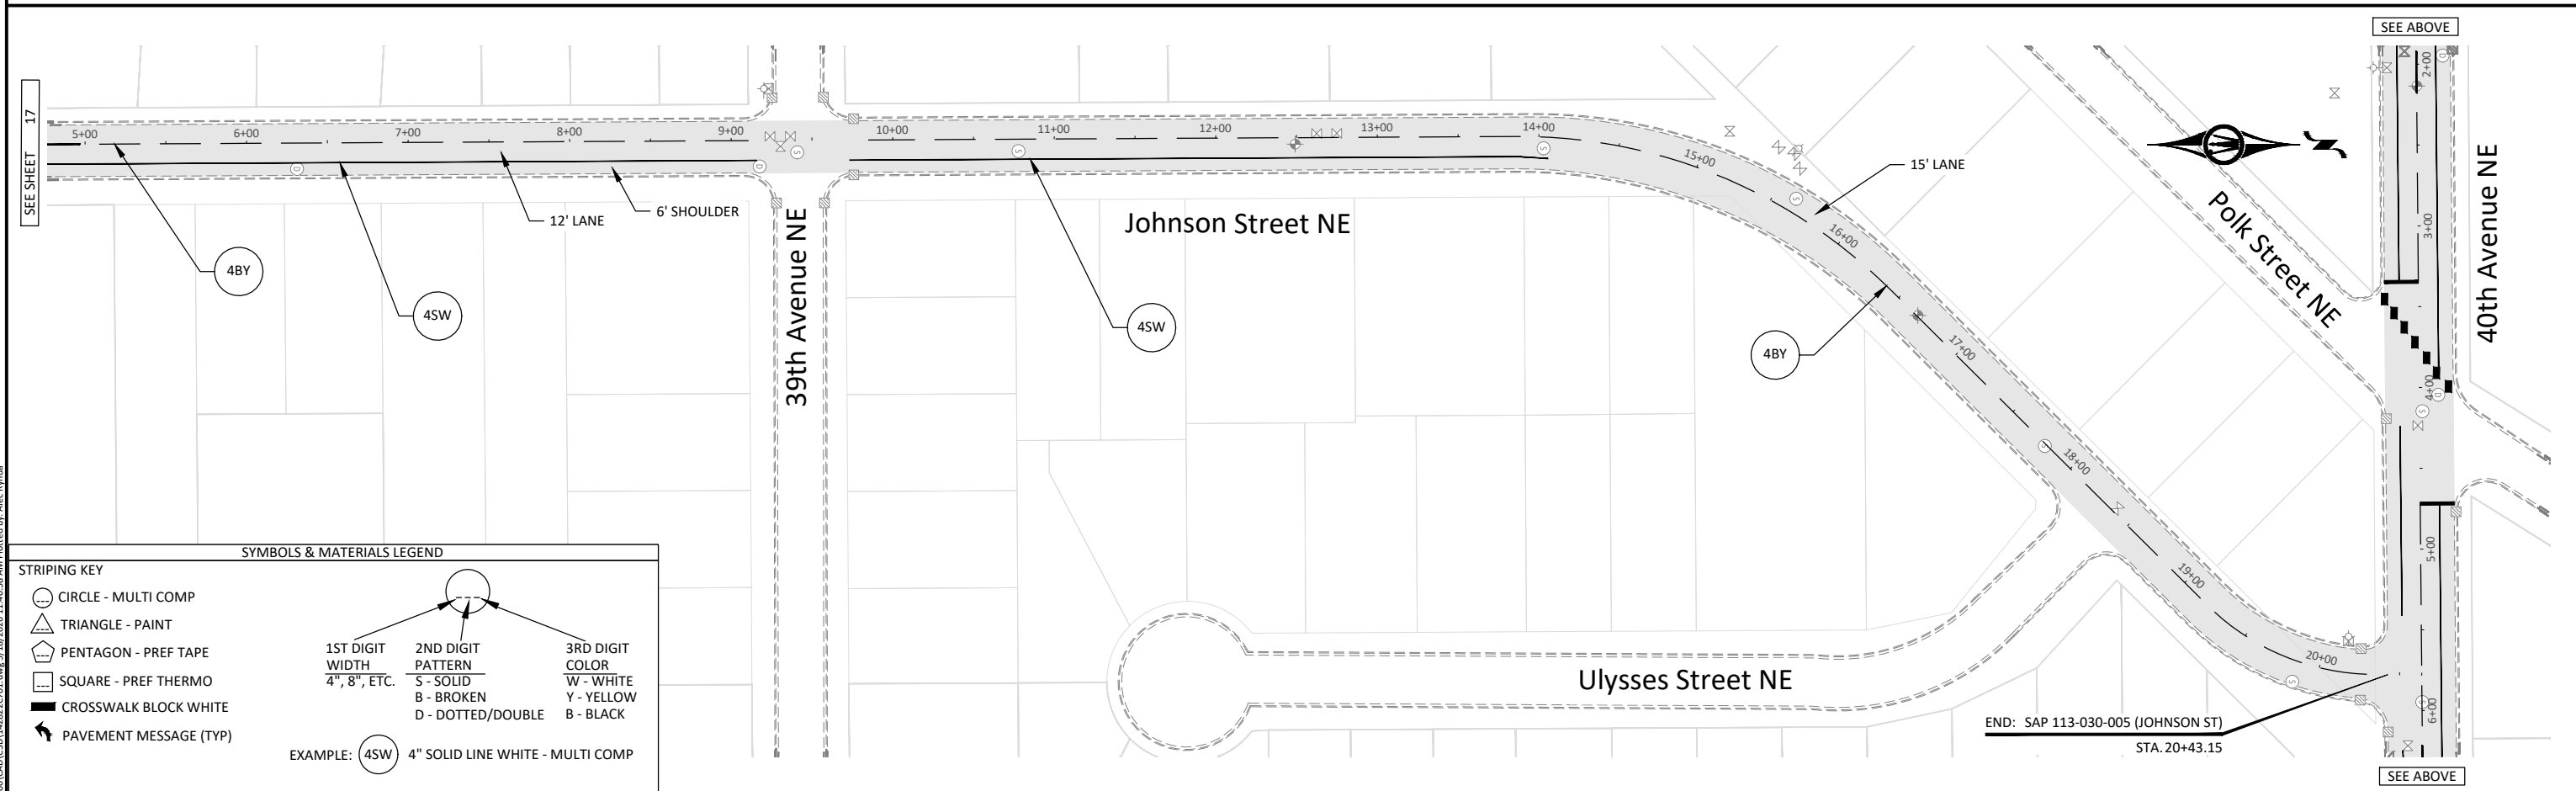 SEE ABOVE
SEE SHEET 17
5+00
6+00
7+00
8+00
9+00
10+00
11+00
12+00
13+00
14+00
15+00
16+00
17+00
18+00
19+00
20+00
2+00
3+00
4+00
5+00
6+00
12' LANE
6' SHOULDER
15' LANE
4BY
4SW
4SW
4BY
Johnson Street NE
39th Avenue NE
Polk Street NE
40th Avenue NE
Ulysses Street NE
END: SAP 113-030-005 (JOHNSON ST)
STA. 20+43.15
SEE ABOVE
SYMBOLS & MATERIALS LEGEND
STRIPING KEY
CIRCLE - MULTI COMP
TRIANGLE - PAINT
PENTAGON - PREF TAPE
SQUARE - PREF THERMO
CROSSWALK BLOCK WHITE
PAVEMENT MESSAGE (TYP)
1ST DIGIT
WIDTH
4", 8", ETC.
2ND DIGIT
PATTERN
S - SOLID
B - BROKEN
D - DOTTED/DOUBLE
3RD DIGIT
COLOR
W - WHITE
Y - YELLOW
B - BLACK
EXAMPLE: 4SW 4" SOLID LINE WHITE - MULTI COMP
D
D
S
S
S
S
S
S
D
D
S
S